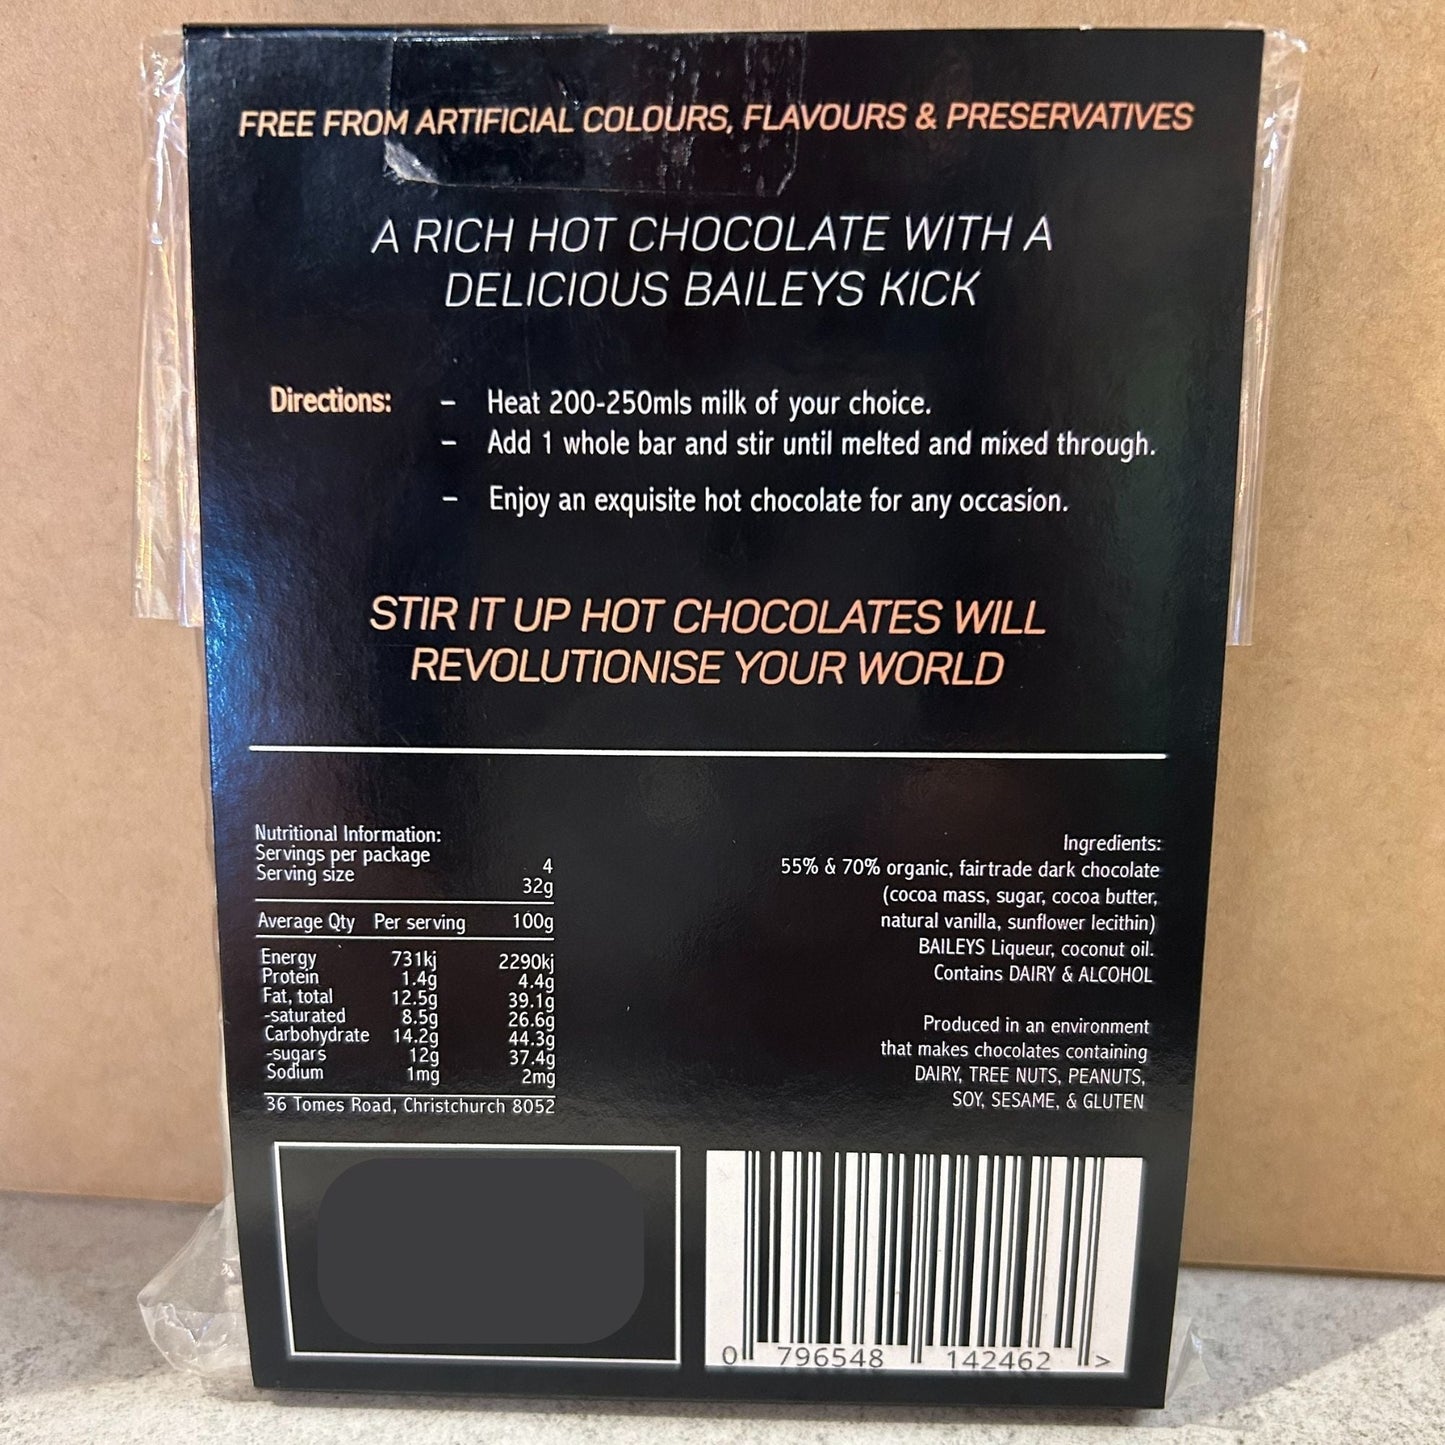 FREE FROM ARTIFICIAL COLOURS, FLAVOURS & PRESERVATIVES
A RICH HOT CHOCOLATE WITH A
DELICIOUS BAILEYS KICK
Directions: – Heat 200-250mls milk of your choice.
– Add 1 whole bar and stir until melted and mixed through.
– Enjoy an exquisite hot chocolate for any occasion.
STIR IT UP HOT CHOCOLATES WILL
REVOLUTIONISE YOUR WORLD
Nutritional Information:
Servings per package 4
Serving size 32g
Average Qty Per serving 100g
Energy 731kj 2290kj
Protein 1.4g 4.4g
Fat, total 12.5g 39.1g
-saturated 8.5g 26.6g
Carbohydrate 14.2g 44.3g
-sugars 12g 37.4g
Sodium 1mg 2mg
36 Tomes Road, Christchurch 8052
Ingredients:
55% & 70% organic, fairtrade dark chocolate
(cocoa mass, sugar, cocoa butter,
natural vanilla, sunflower lecithin)
BAILEYS Liqueur, coconut oil.
Contains DAIRY & ALCOHOL
Produced in an environment
that makes chocolates containing
DAIRY, TREE NUTS, PEANUTS,
SOY, SESAME, & GLUTEN
0 796548 142462 >